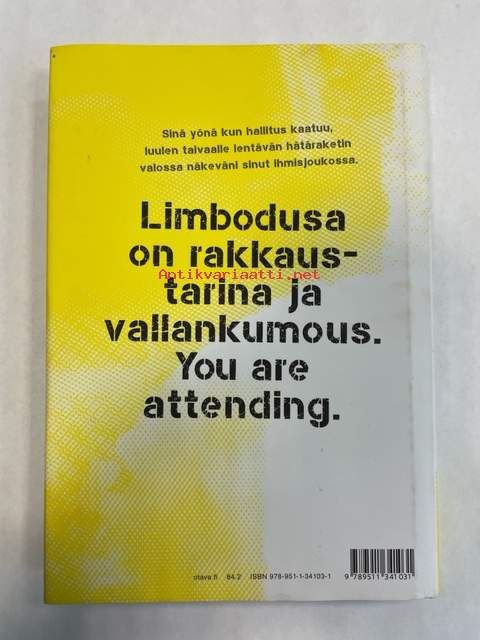 Sinä yönä kun hallitus kaatuu,
luulen taivaalle lentävän hätäraketin
valossa näkeväni sinut ihmisjoukossa.
Limbodusa
on rakkaus-
Antikvariaatti.net
tarina ja
vallankumous.
You are
attending.
otava.fi 84.2 ISBN 978-951-1-34103-1
9 789511 341031